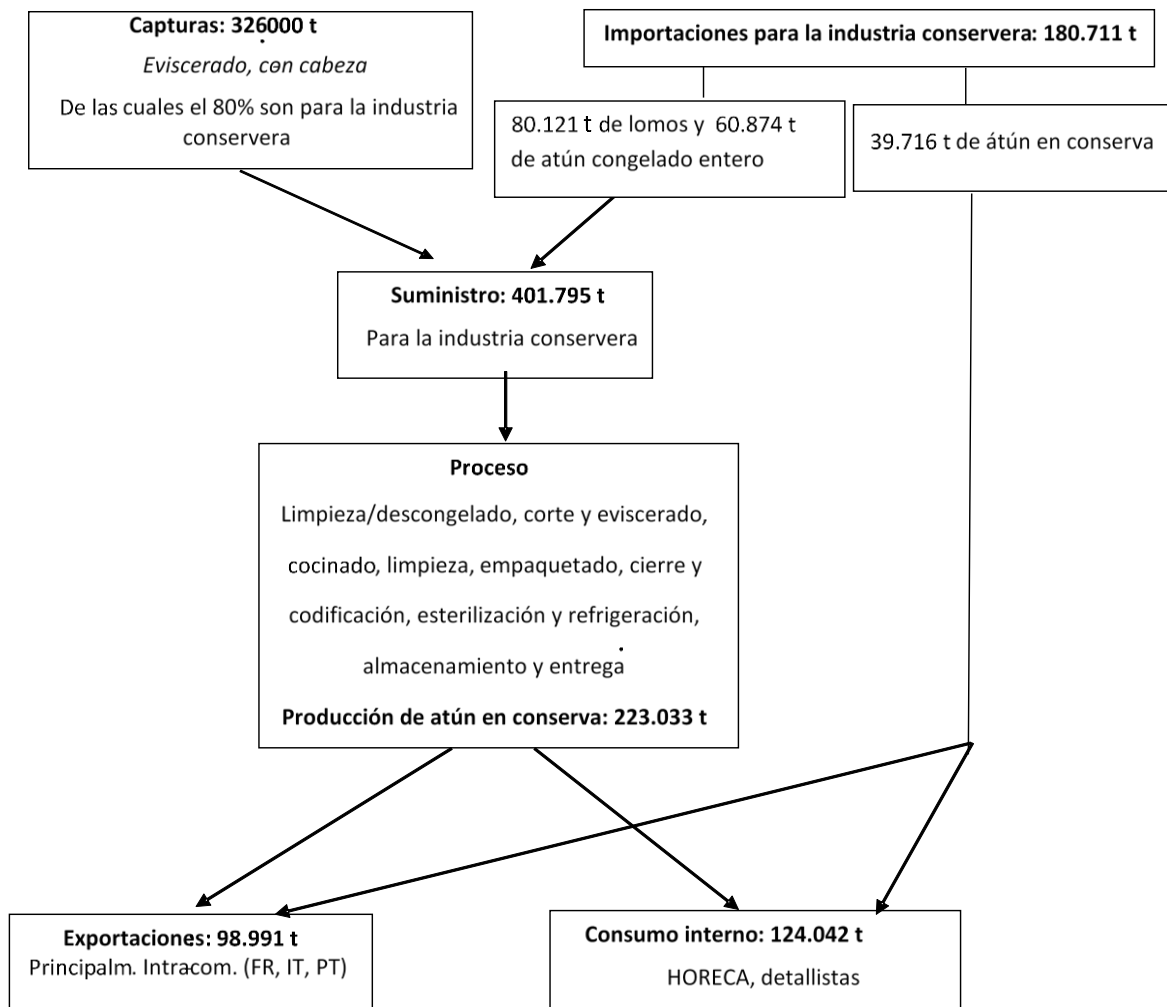 Capturas: 326000 t
Eviscerado, con cabeza
De las cuales el 80% son para la industria
conservera
Importaciones para la industria conservera: 180.711 t
80.121 t de lomos y 60.874 t
de atún congelado entero
39.716 t de átún en conserva
Suministro: 401.795 t
Para la industria conservera
Proceso
Limpieza/descongelado, corte y eviscerado,
cocinado, limpieza, empaquetado, cierre y
codificación, esterilización y refrigeración,
almacenamiento y entrega
Producción de atún en conserva: 223.033 t
Exportaciones: 98.991 t
Principalm. Intracom. (FR, IT, PT)
Consumo interno: 124.042 t
HORECA, detallistas